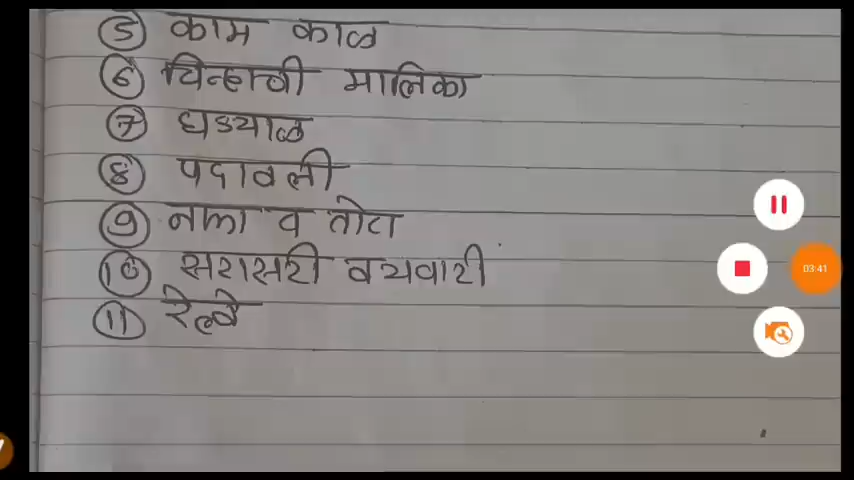 5 काम काळ
6 चिन्हाची मालिका
7 घड्याळ
8 पदावली
9 नफा व तोटा
10 सरासरी वयवारी
11 रेल्वे
03:41